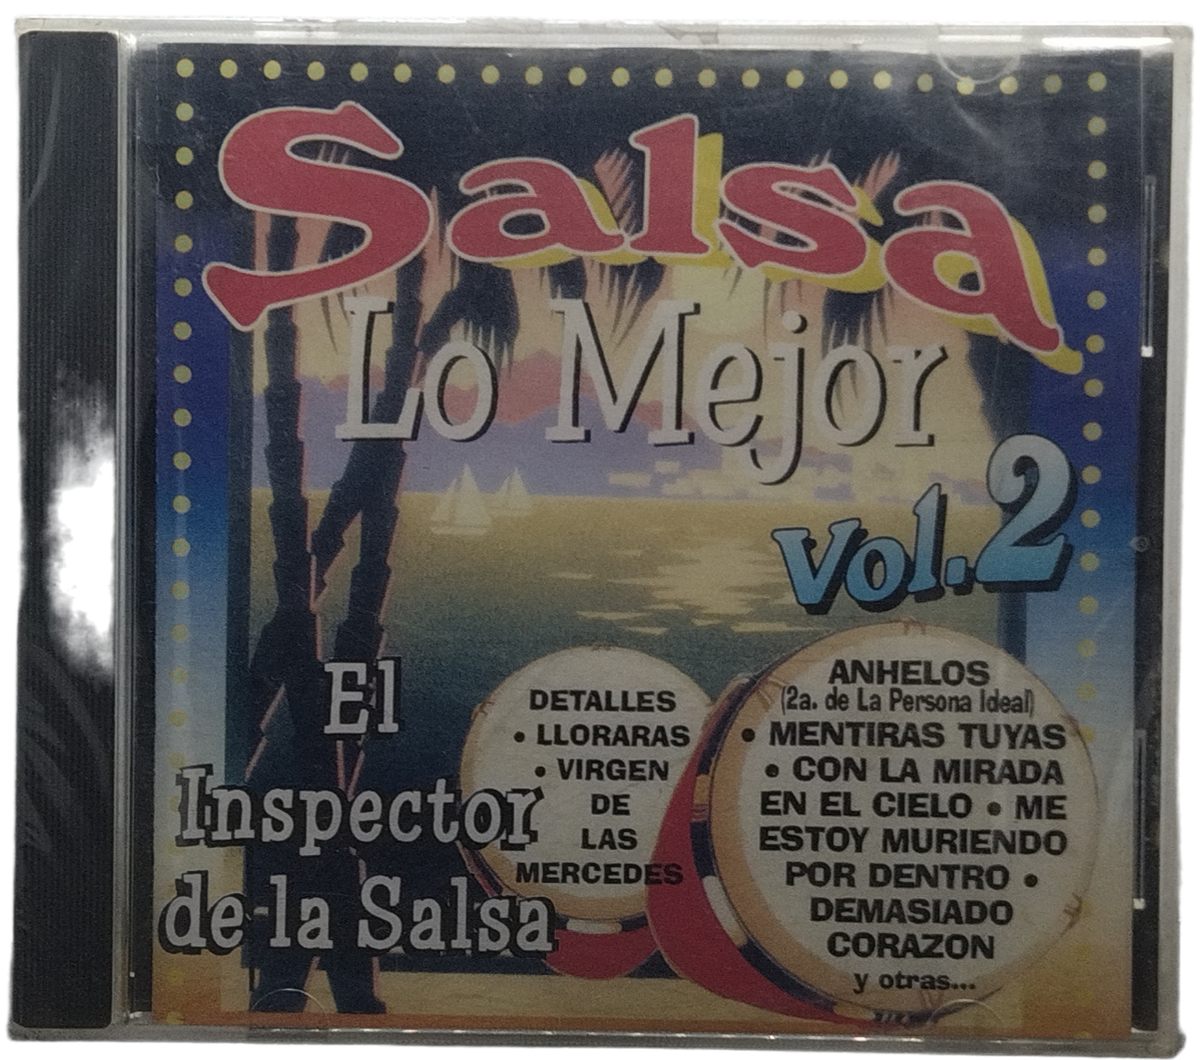 Salsa
Lo Mejor
Vol.2
El
Inspector
de la Salsa
DETALLES
• LLORARAS
• VIRGEN
DE
LAS
MERCEDES
ANHELOS
(2a. de La Persona Ideal)
• MENTIRAS TUYAS
• CON LA MIRADA
EN EL CIELO • ME
ESTOY MURIENDO
POR DENTRO •
DEMASIADO
CORAZON
y otras...